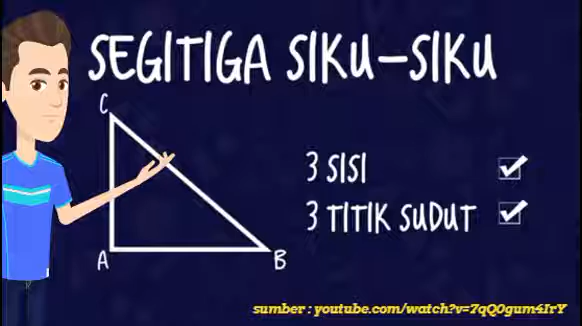 SEGITIGA SIKU-SIKU
C
3 SISI
3 TITIK SUDUT
A
B
sumber : youtube.com/watch?v=7qQ0gum4IrY